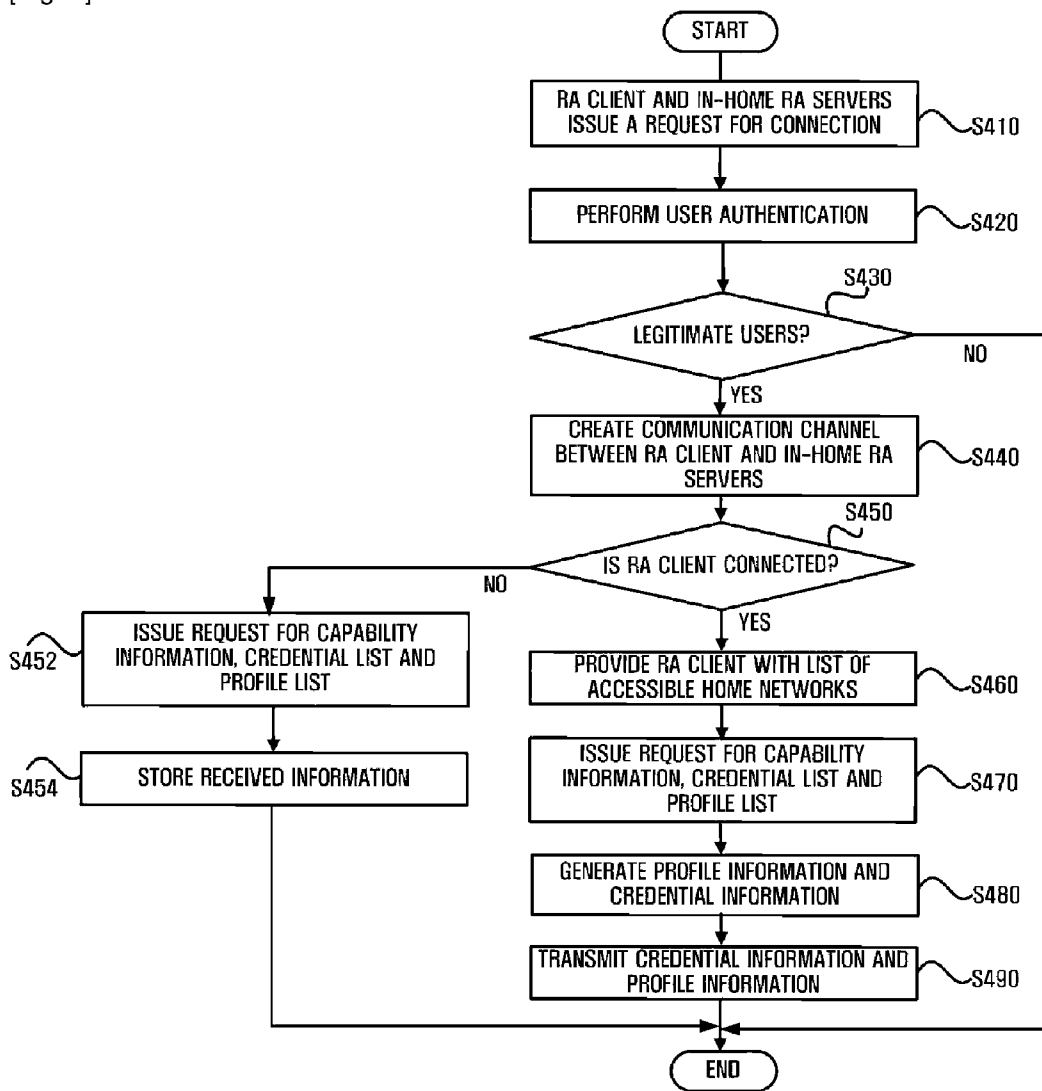 START
RA CLIENT AND IN-HOME RA SERVERS
ISSUE A REQUEST FOR CONNECTION
S410
PERFORM USER AUTHENTICATION
S420
S430
LEGITIMATE USERS?
NO
YES
CREATE COMMUNICATION CHANNEL
BETWEEN RA CLIENT AND IN-HOME RA
SERVERS
S440
S450
IS RA CLIENT CONNECTED?
NO
YES
ISSUE REQUEST FOR CAPABILITY
INFORMATION, CREDENTIAL LIST AND
PROFILE LIST
S452
PROVIDE RA CLIENT WITH LIST OF
ACCESSIBLE HOME NETWORKS
S460
STORE RECEIVED INFORMATION
S454
ISSUE REQUEST FOR CAPABILITY
INFORMATION, CREDENTIAL LIST AND
PROFILE LIST
S470
GENERATE PROFILE INFORMATION AND
CREDENTIAL INFORMATION
S480
TRANSMIT CREDENTIAL INFORMATION AND
PROFILE INFORMATION
S490
END